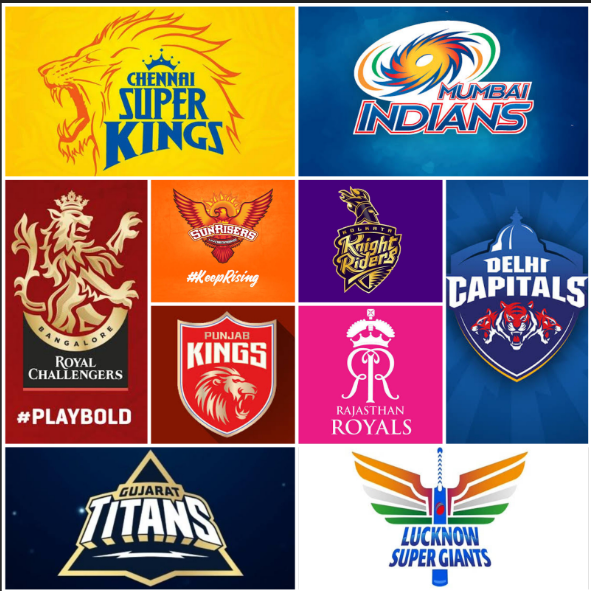 CHENNAI
SUPER
KINGS
MUMBAI
INDIANS
BANGALORE
ROYAL
CHALLENGERS
#PLAYBOLD
SUNRISERS
#KeepRising
KOLKATA
Knight
Riders
DELHI
CAPITALS
PUNJAB
KINGS
RAJASTHAN
ROYALS
GUJARAT
TITANS
LUCKNOW
SUPER GIANTS